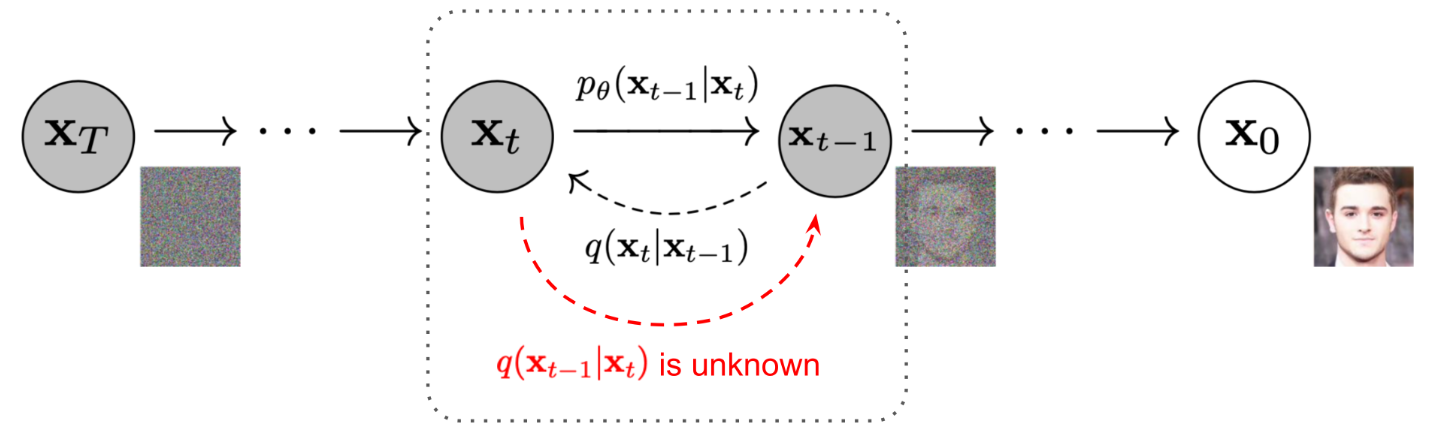 p_θ(x_{t−1}|x_t)
x_T → ··· → x_t → x_{t−1} → ··· → x_0
q(x_t|x_{t−1})
q(x_{t−1}|x_t) is unknown